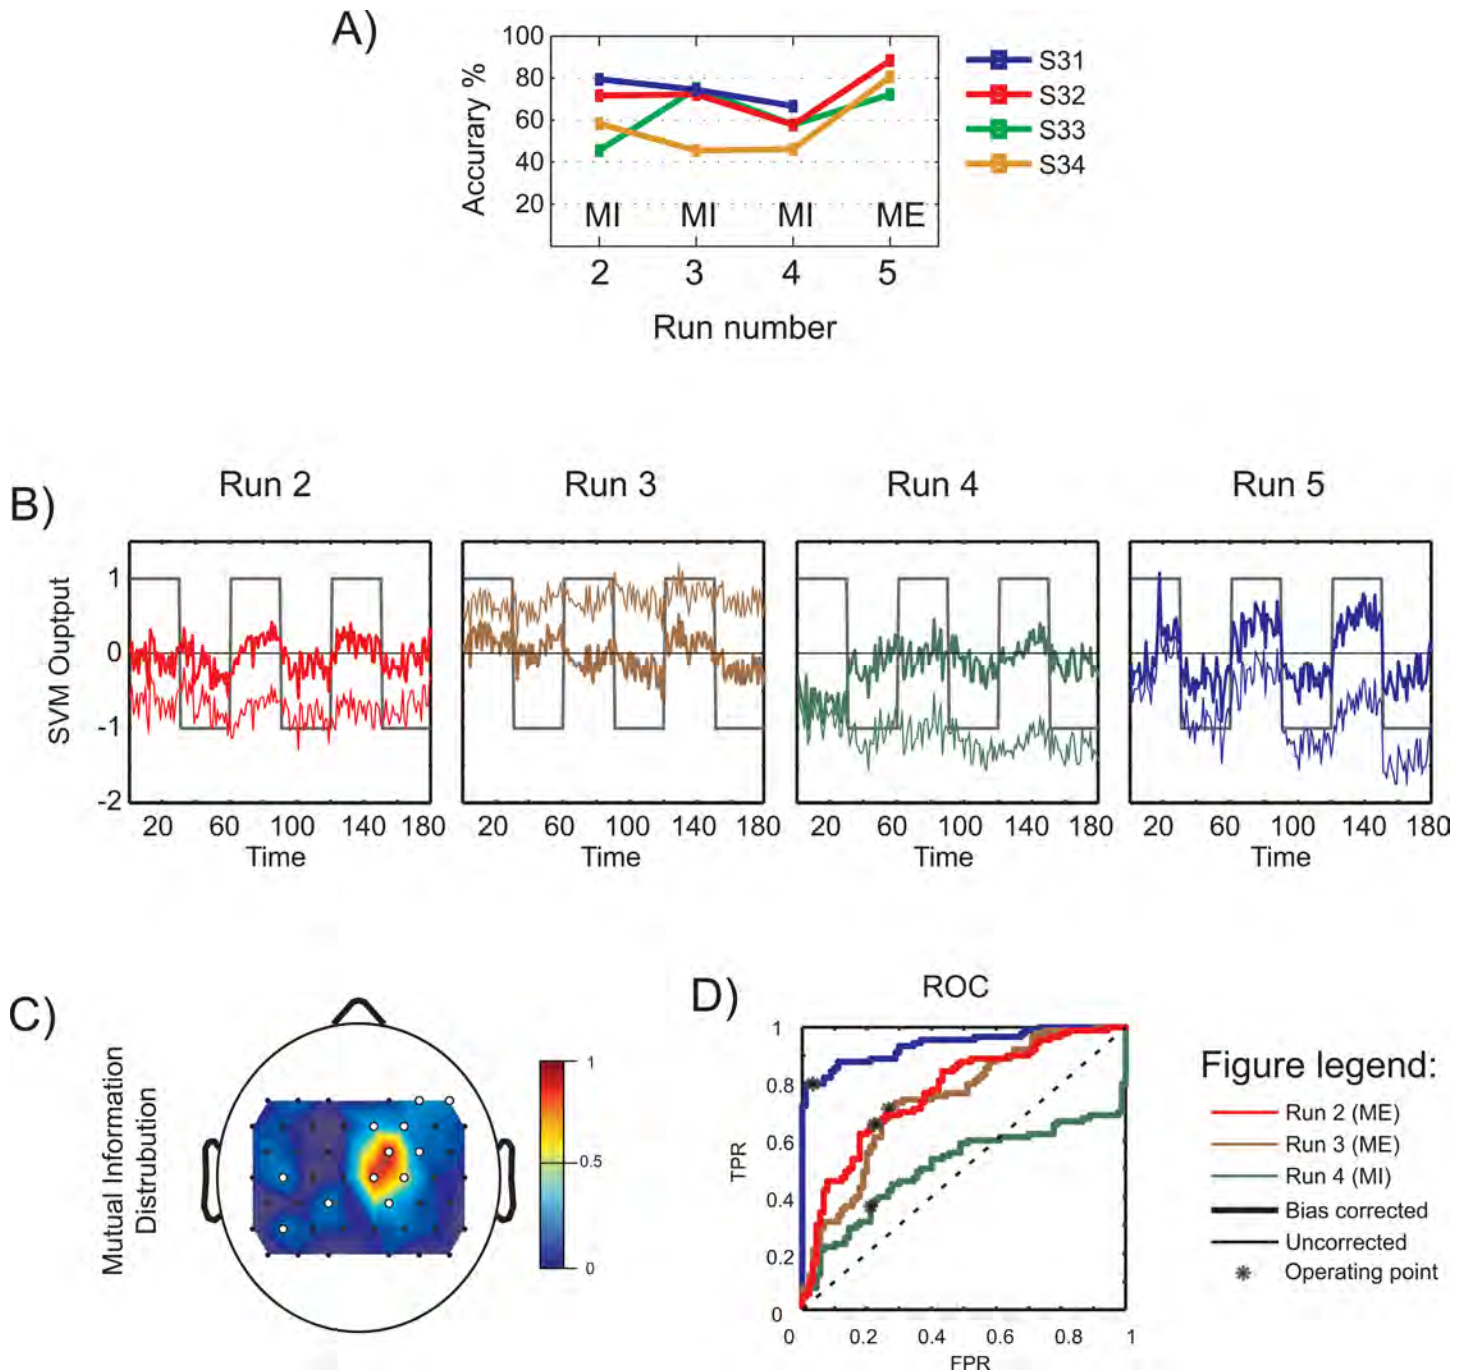 A)
Accurary %
100
80
60
40
20
MI MI MI ME
2 3 4 5
Run number
S31
S32
S33
S34
B)
Run 2 Run 3 Run 4 Run 5
SVM Ouptput
1
0
-1
-2
20 60 100 140 180
20 60 100 140 180
20 60 100 140 180
20 60 100 140 180
Time Time Time Time
C)
Mutual Information
Distrubution
1
0.5
0
D)
ROC
TPR
1
0.8
0.6
0.4
0.2
0
0 0.2 0.4 0.6 0.8 1
FPR
Figure legend:
Run 2 (ME)
Run 3 (ME)
Run 4 (MI)
Bias corrected
Uncorrected
Operating point